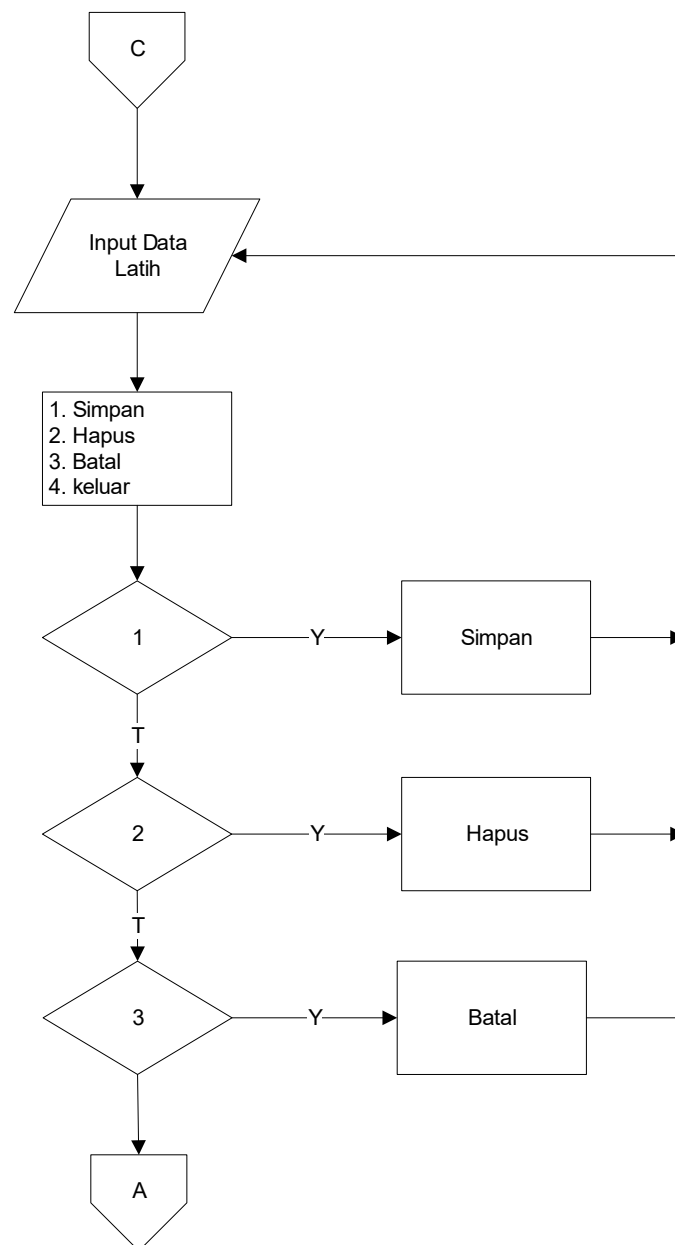 C
Input Data
Latih
1. Simpan
2. Hapus
3. Batal
4. keluar
1
Y
Simpan
T
2
Y
Hapus
T
3
Y
Batal
A